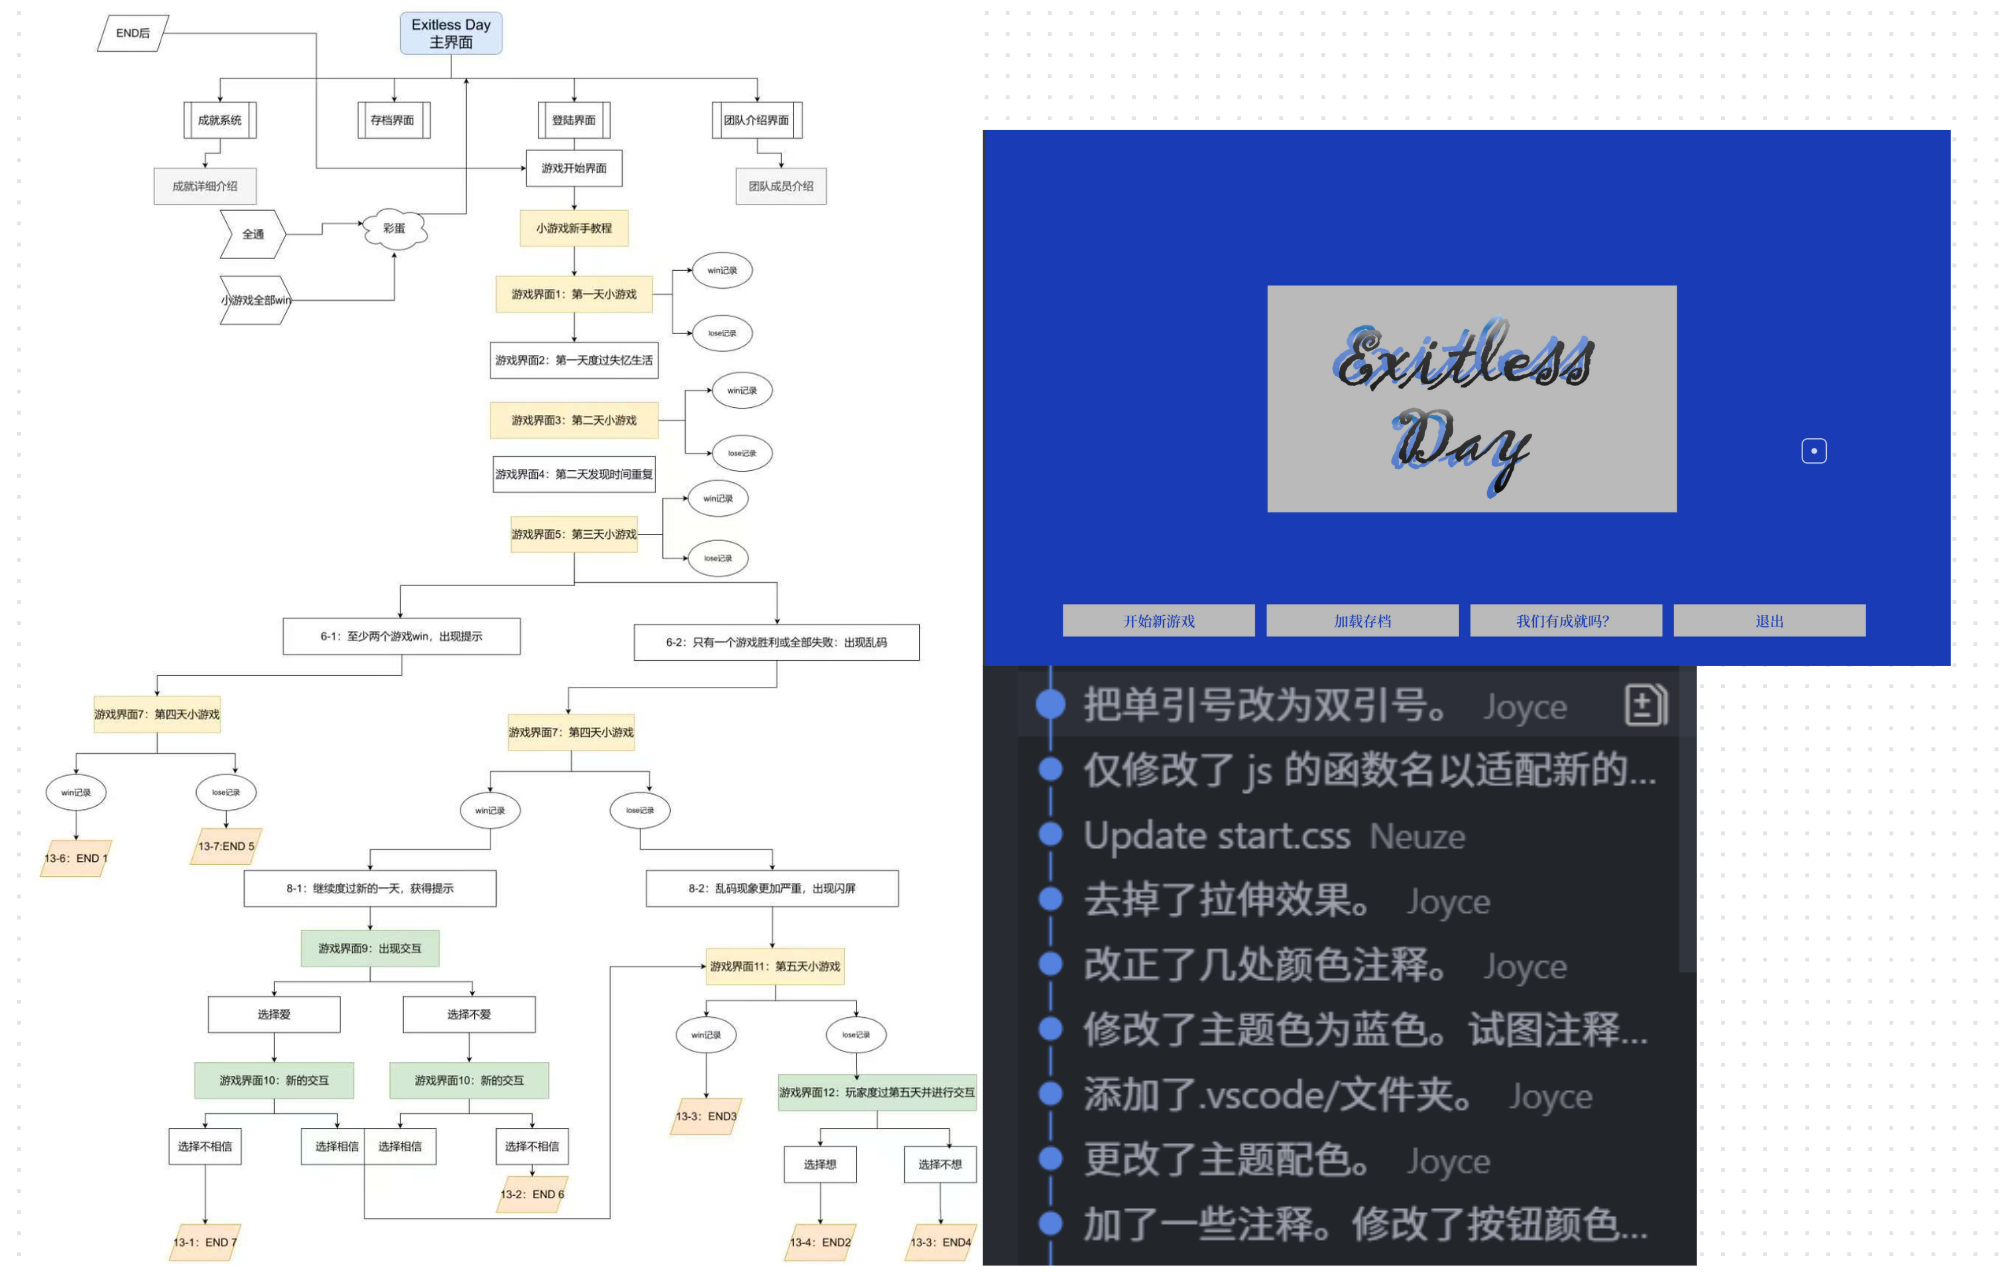 END后
Exitless Day
主界面
成就系统
存档界面
登陆界面
团队介绍界面
游戏开始界面
成就详细介绍
团队成员介绍
全通
彩蛋
小游戏新手教程
小游戏全部win
游戏界面1：第一天小游戏
win记录
lose记录
游戏界面2：第一天度过失忆生活
游戏界面3：第二天小游戏
win记录
lose记录
游戏界面4：第二天发现时间重复
游戏界面5：第三天小游戏
win记录
lose记录
6-1：至少两个游戏win，出现提示
6-2：只有一个游戏胜利或全部失败：出现乱码
游戏界面7：第四天小游戏
win记录
lose记录
13-6：END 1
13-7:END 5
游戏界面7：第四天小游戏
win记录
lose记录
8-1：继续度过新的一天，获得提示
8-2：乱码现象更加严重，出现闪屏
游戏界面9：出现交互
选择爱
选择不爱
游戏界面10：新的交互
游戏界面10：新的交互
选择不相信
选择相信
选择相信
选择不相信
13-2：END 6
13-1：END 7
游戏界面11：第五天小游戏
win记录
lose记录
13-3：END3
游戏界面12：玩家度过第五天并进行交互
选择想
选择不想
13-4：END2
13-3：END4
Exitless
Day
开始新游戏
加载存档
我们有成就吗？
退出
把单引号改为双引号。 Joyce
仅修改了 js 的函数名以适配新的...
Update start.css Neuze
去掉了拉伸效果。 Joyce
改正了几处颜色注释。 Joyce
修改了主题色为蓝色。试图注释...
添加了.vscode/文件夹。 Joyce
更改了主题配色。 Joyce
加了一些注释。修改了按钮颜色...